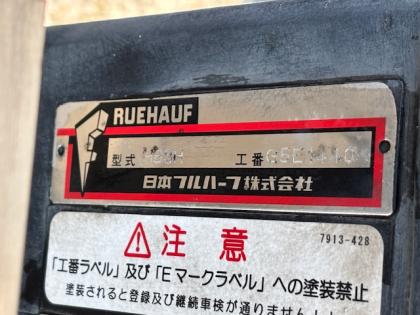 RUEHAUF
型式 工番
日本フルハーフ株式会社
⚠注意
7913-428
「工番ラベル」及び「Eマークラベル」への塗装禁止
塗装されると登録及び継続車検が通りません!